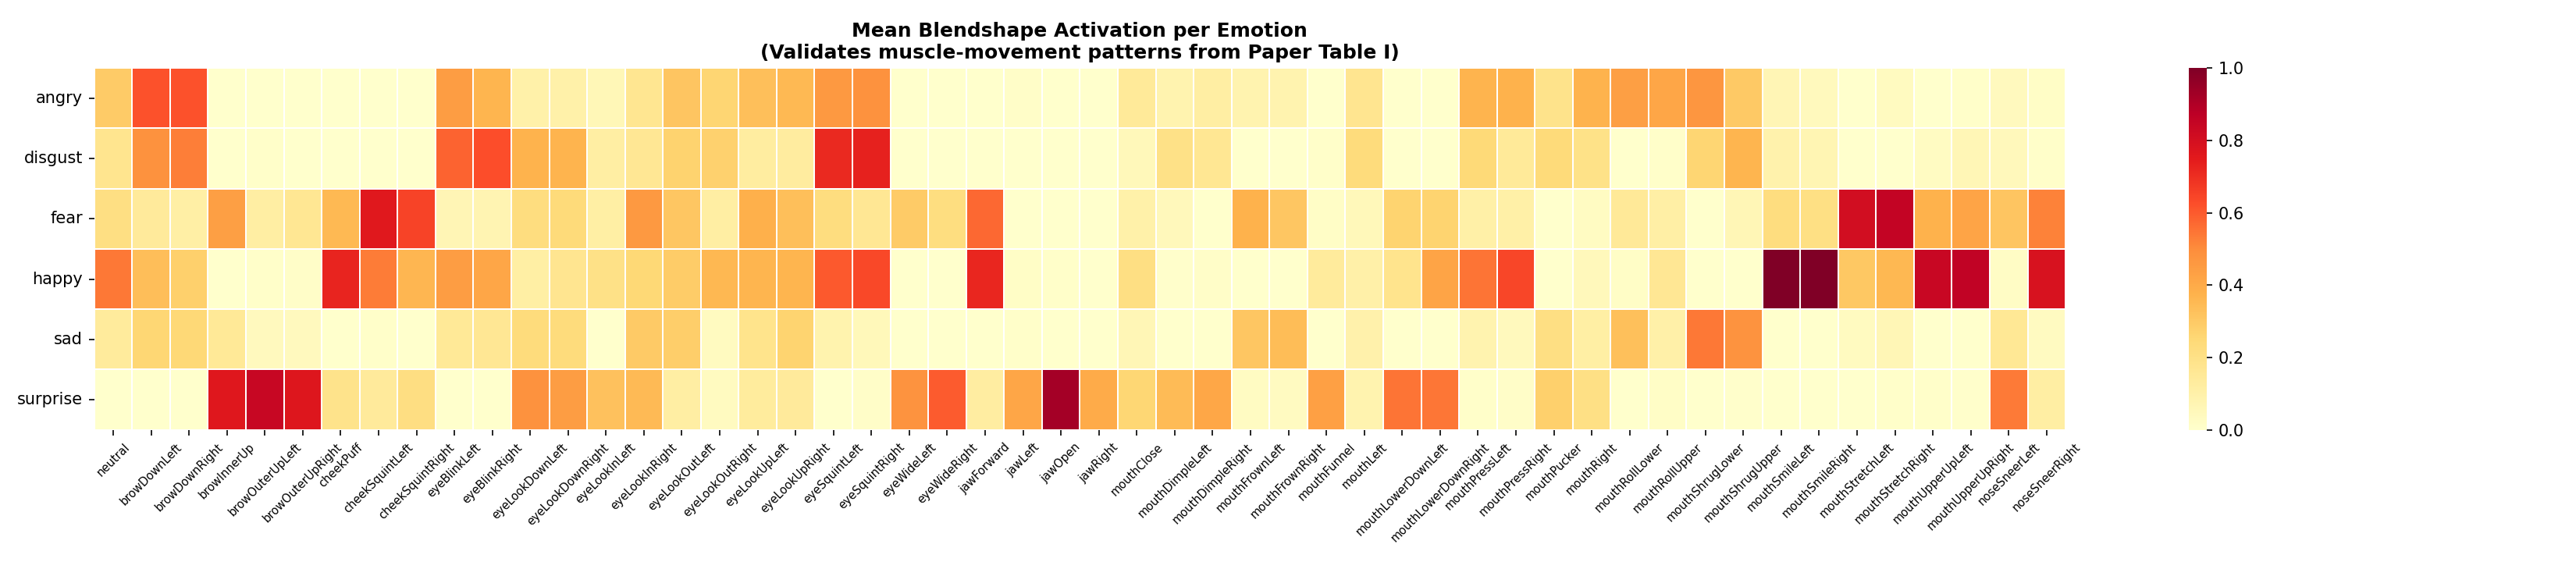 Mean Blendshape Activation per Emotion
(Validates muscle-movement patterns from Paper Table I)
angry
disgust
fear
happy
sad
surprise
neutral
browDownLeft
browDownRight
browInnerUp
browOuterUpLeft
browOuterUpRight
cheekPuff
cheekSquintLeft
cheekSquintRight
eyeBlinkLeft
eyeBlinkRight
eyeLookDownLeft
eyeLookDownRight
eyeLookInLeft
eyeLookInRight
eyeLookOutLeft
eyeLookOutRight
eyeLookUpLeft
eyeLookUpRight
eyeSquintLeft
eyeSquintRight
eyeWideLeft
eyeWideRight
jawForward
jawLeft
jawOpen
jawRight
mouthClose
mouthDimpleLeft
mouthDimpleRight
mouthFrownLeft
mouthFrownRight
mouthFunnel
mouthLeft
mouthLowerDownLeft
mouthLowerDownRight
mouthPressLeft
mouthPressRight
mouthPucker
mouthRight
mouthRollLower
mouthRollUpper
mouthShrugLower
mouthShrugUpper
mouthSmileLeft
mouthSmileRight
mouthStretchLeft
mouthStretchRight
mouthUpperUpLeft
mouthUpperUpRight
noseSneerLeft
noseSneerRight
1.0
0.8
0.6
0.4
0.2
0.0